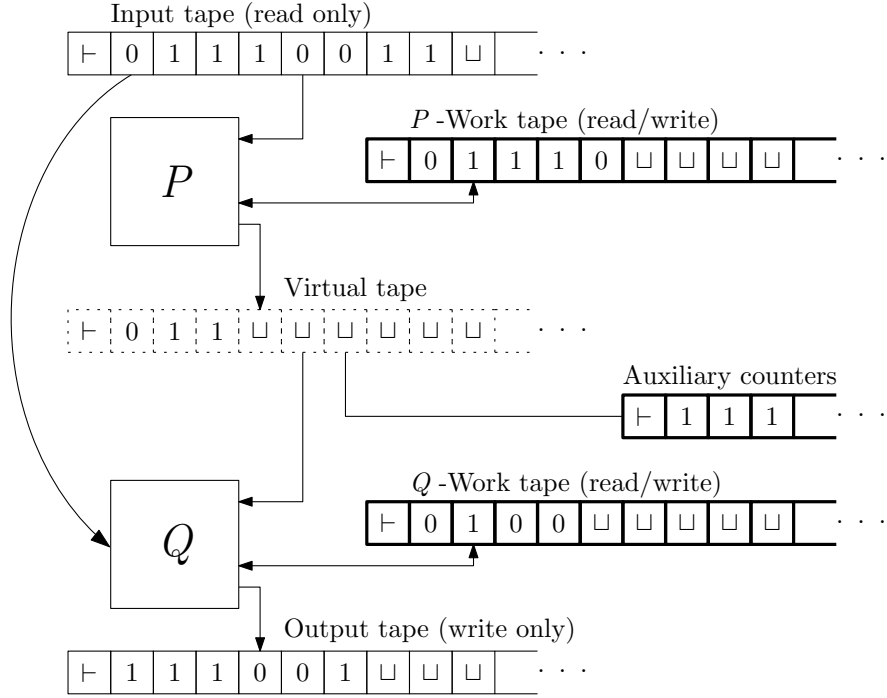 Input tape (read only)
⊢ 0 1 1 1 0 0 1 1 ⊔ · · ·
P -Work tape (read/write)
⊢ 0 1 1 1 0 ⊔ ⊔ ⊔ ⊔ · · ·
P
Virtual tape
⊢ 0 1 1 ⊔ ⊔ ⊔ ⊔ ⊔ ⊔ · · ·
Auxiliary counters
⊢ 1 1 1 · · ·
Q -Work tape (read/write)
⊢ 0 1 0 0 ⊔ ⊔ ⊔ ⊔ ⊔ · · ·
Q
Output tape (write only)
⊢ 1 1 1 0 0 1 ⊔ ⊔ ⊔ · · ·